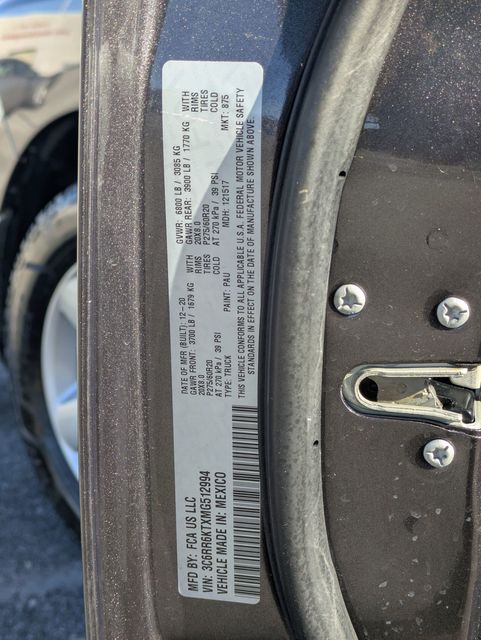 MFD BY: FCA US LLC
VIN: 3C6RR6KTXMG512994
VEHICLE MADE IN: MEXICO
DATE OF MFR (BUILT): 12-20 GVWR: 6800 LB / 3085 KG
GAWR FRONT: 3700 LB / 1679 KG WITH GAWR REAR: 3900 LB / 1770 KG WITH
20X8.0 RIMS 20X8.0 RIMS
P275/60R20 TIRES P275/60R20 TIRES
AT 270 kPa / 39 PSI COLD AT 270 kPa / 39 PSI COLD
TYPE: TRUCK PAINT: PAU MDH: 121517 MKT: 875
THIS VEHICLE CONFORMS TO ALL APPLICABLE U.S.A. FEDERAL MOTOR VEHICLE SAFETY
STANDARDS IN EFFECT ON THE DATE OF MANUFACTURE SHOWN ABOVE.